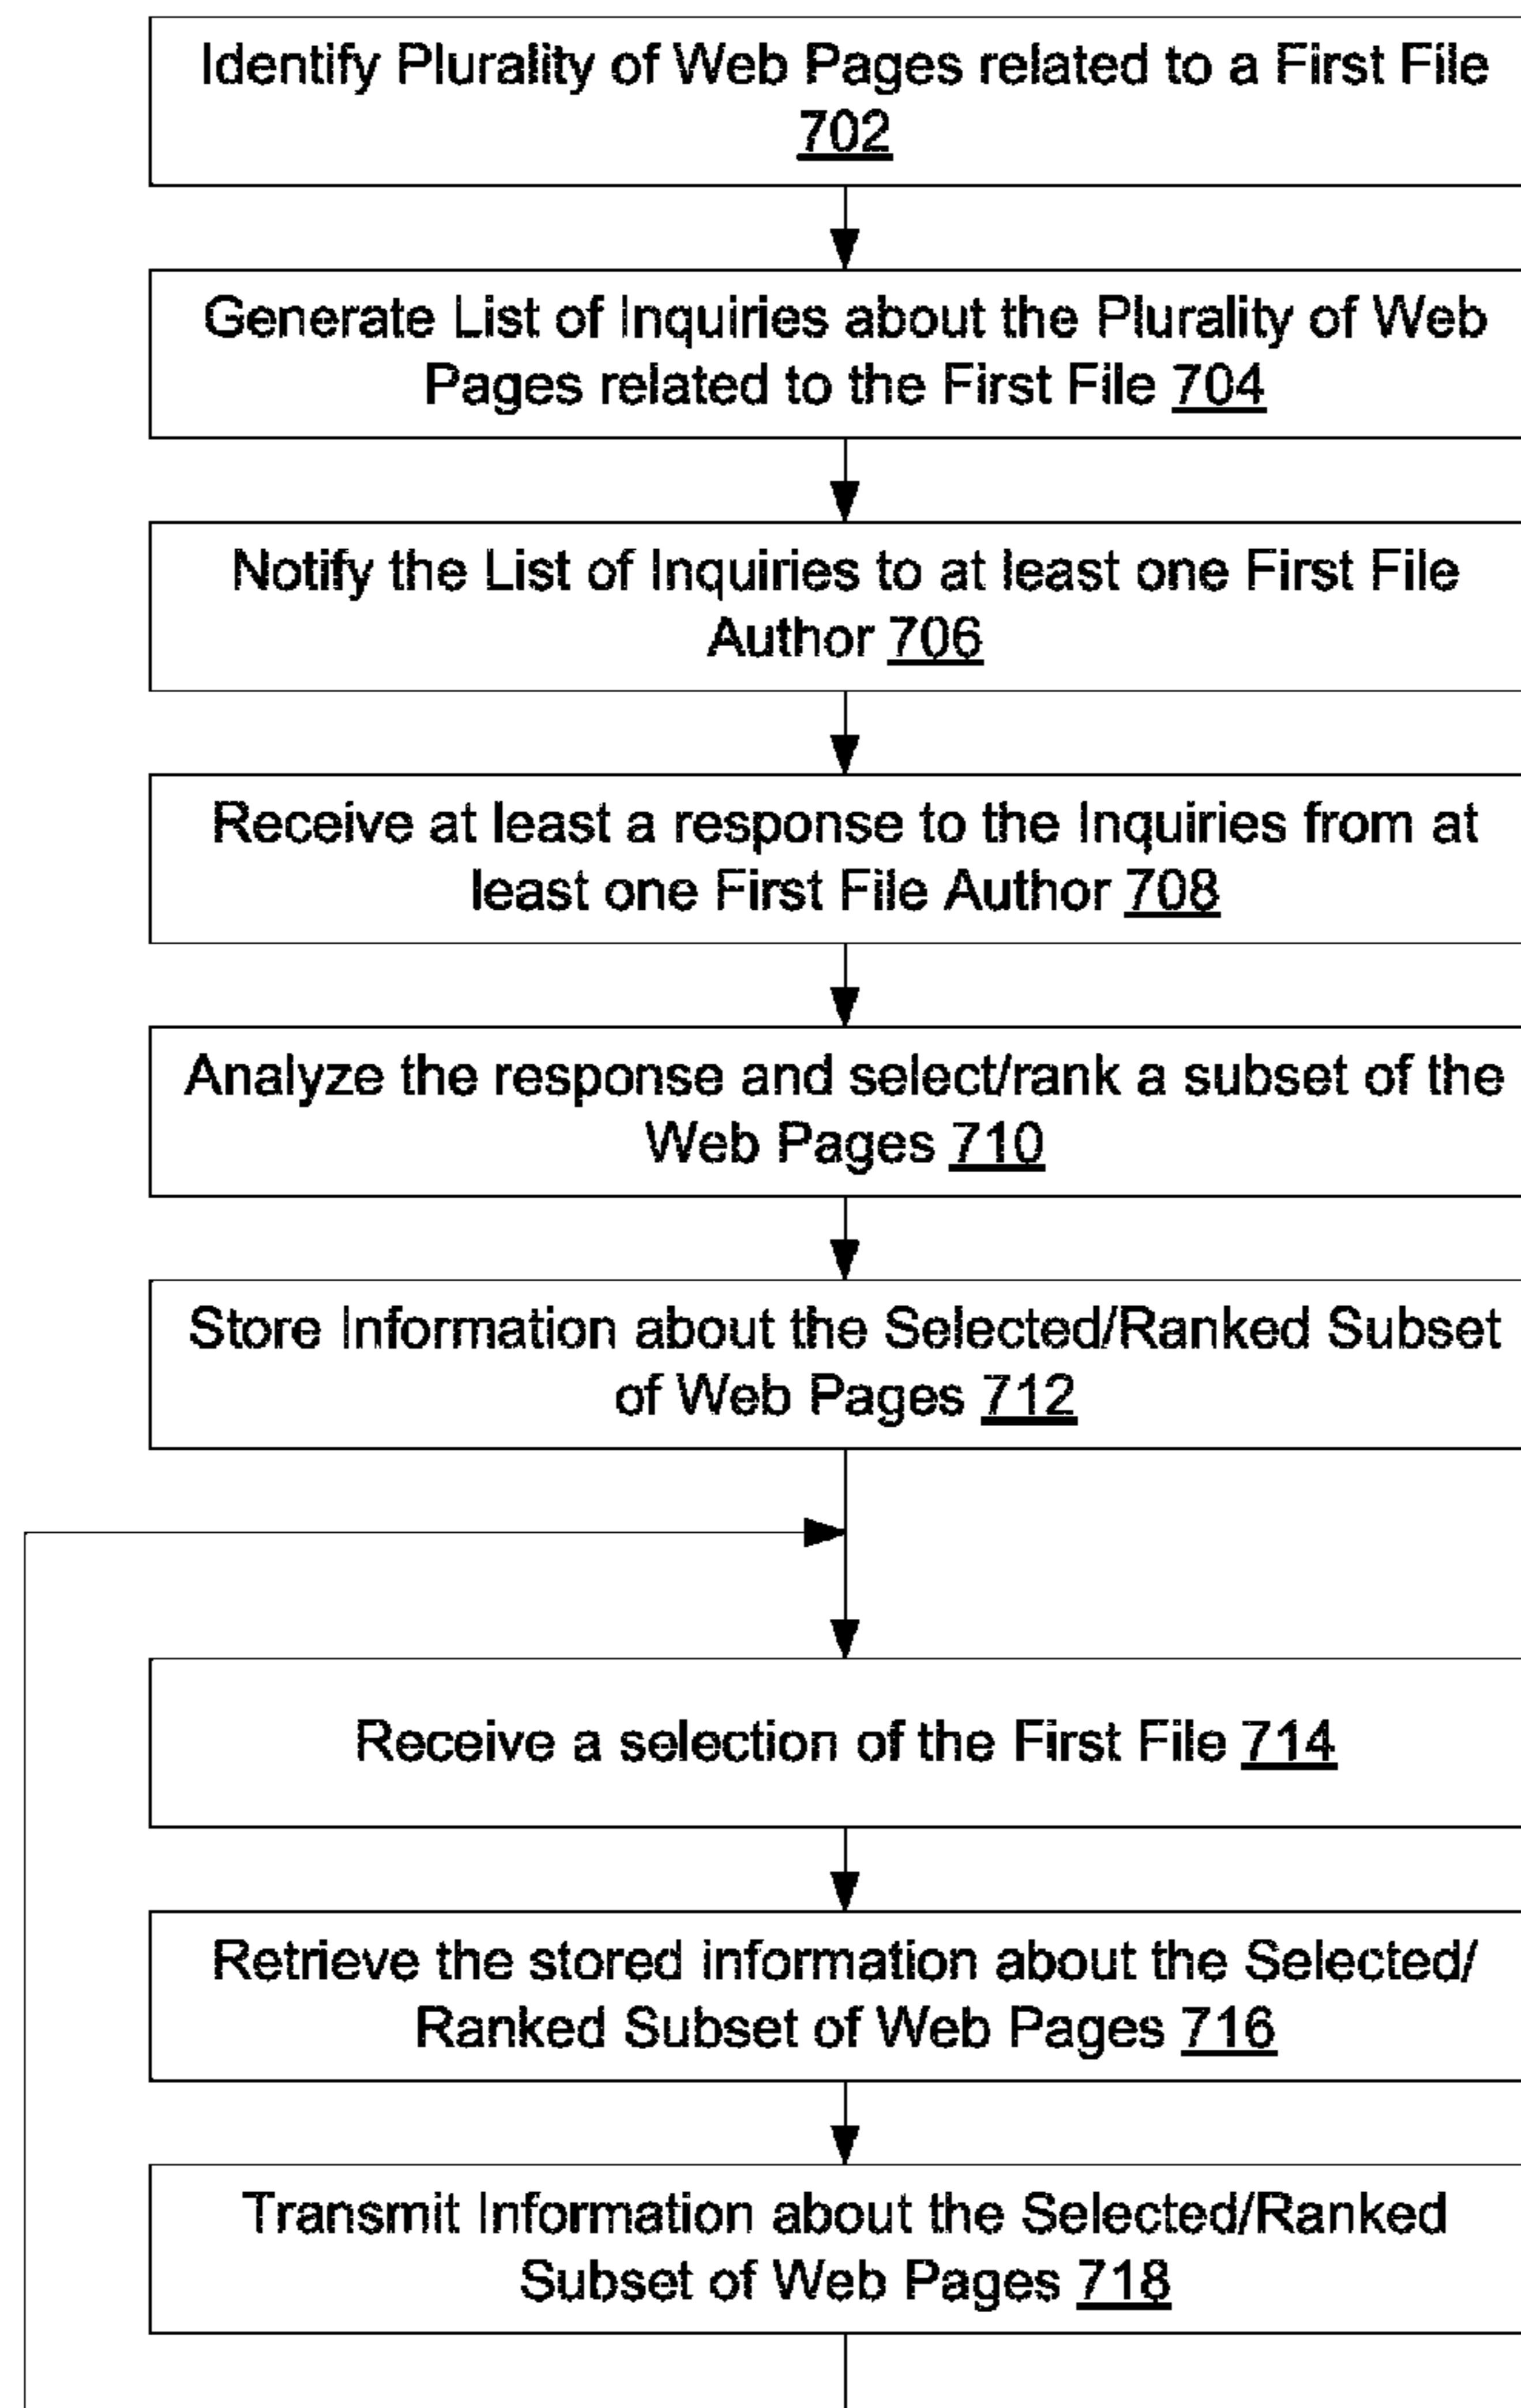 Identify Plurality of Web Pages related to a First File
702
Generate List of Inquiries about the Plurality of Web
Pages related to the First File 704
Notify the List of Inquiries to at least one First File
Author 706
Receive at least a response to the Inquiries from at
least one First File Author 708
Analyze the response and select/rank a subset of the
Web Pages 710
Store Information about the Selected/Ranked Subset
of Web Pages 712
Receive a selection of the First File 714
Retrieve the stored information about the Selected/
Ranked Subset of Web Pages 716
Transmit Information about the Selected/Ranked
Subset of Web Pages 718